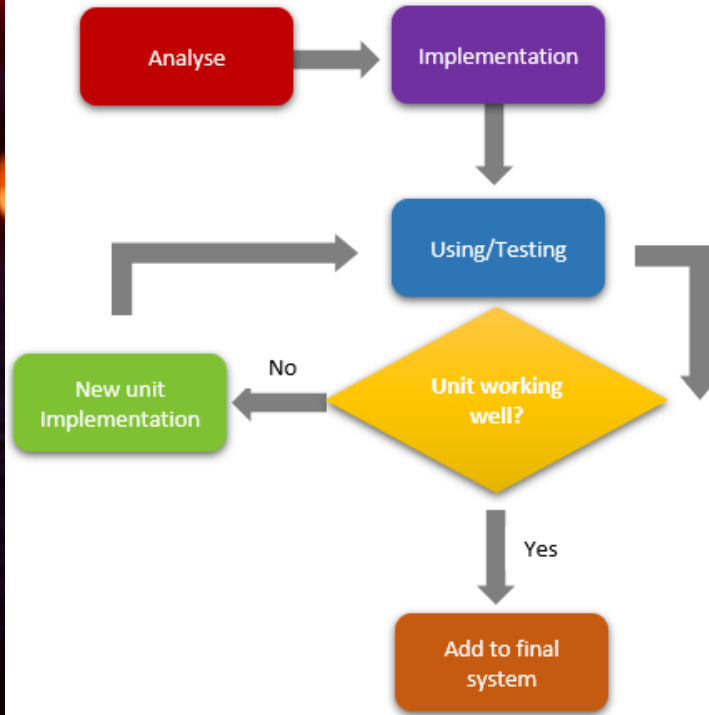 Analyse
Implementation
Using/Testing
No
New unit
Implementation
Unit working
well?
Yes
Add to final
system